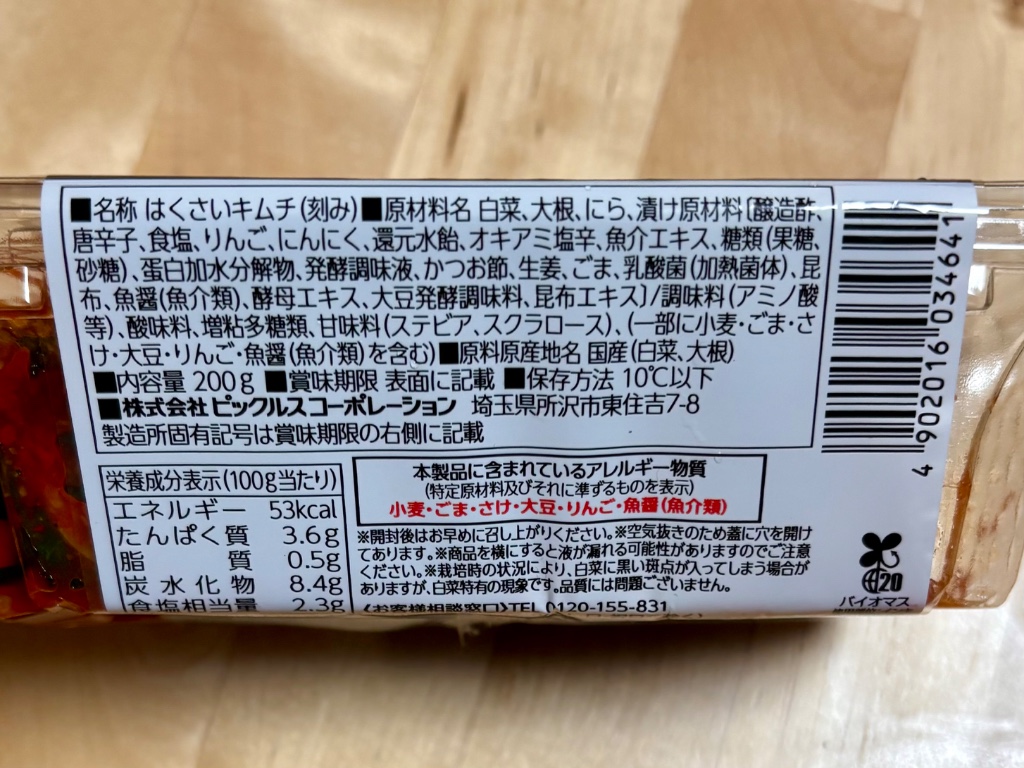 ■名称 はくさいキムチ(刻み)■原材料名 白菜、大根、にら、漬け原材料〔醸造酢、
唐辛子、食塩、りんご、にんにく、還元水飴、オキアミ塩辛、魚介エキス、糖類(果糖、
砂糖)、蛋白加水分解物、発酵調味液、かつお節、生姜、ごま、乳酸菌(加熱菌体)、昆
布、魚醤(魚介類)、酵母エキス、大豆発酵調味料、昆布エキス〕/調味料(アミノ酸
等)、酸味料、増粘多糖類、甘味料(ステビア、スクラロース)、(一部に小麦・ごま・さ
け・大豆・りんご・魚醤(魚介類)を含む)■原料原産地名 国産(白菜、大根)
■内容量 200g ■賞味期限 表面に記載 ■保存方法 10℃以下
■株式会社 ピックルスコーポレーション 埼玉県所沢市東住吉7-8
製造所固有記号は賞味期限の右側に記載
4902016034641
栄養成分表示(100g当たり)
エネルギー 53kcal
たんぱく質 3.6g
脂質 0.5g
炭水化物 8.4g
食塩相当量 2.3g
本製品に含まれているアレルギー物質
(特定原材料及びそれに準ずるものを表示)
小麦・ごま・さけ・大豆・りんご・魚醤(魚介類)
※開封後はお早めに召し上がりください。※空気抜きのため蓋に穴を開け
てあります。※商品を横にすると液が漏れる可能性がありますのでご注意
ください。※栽培時の状況により、白菜に黒い斑点が入ってしまう場合が
ありますが、白菜特有の現象です。品質には問題ございません。
《お客様相談窓口》TEL 0120-155-831
20
バイオマス